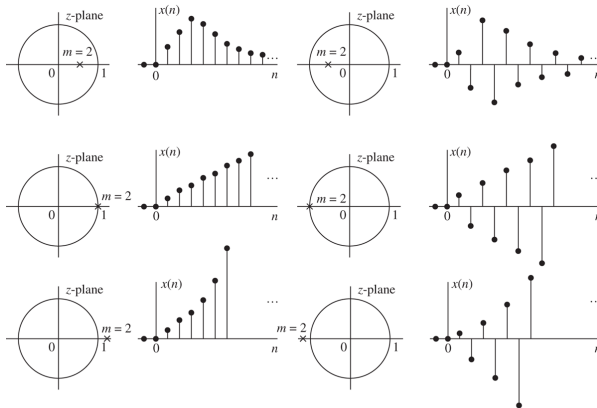 z-plane
x(n)
m = 2
0
1
0
n
...
z-plane
x(n)
m = 2
0
1
0
n
...
z-plane
x(n)
m = 2
0
1
0
n
...
z-plane
x(n)
m = 2
0
1
0
n
...
z-plane
x(n)
m = 2
0
1
0
n
...
z-plane
x(n)
m = 2
0
1
0
n
...